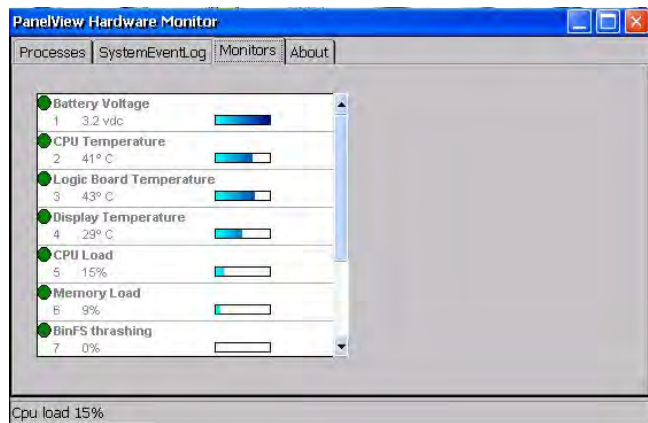 PanelView Hardware Monitor
Processes SystemEventLog Monitors About
Battery Voltage
1 3.2 vdc
CPU Temperature
2 41° C
Logic Board Temperature
3 43° C
Display Temperature
4 29° C
CPU Load
5 15%
Memory Load
6 9%
BinFS thrashing
7 0%
Cpu load 15%